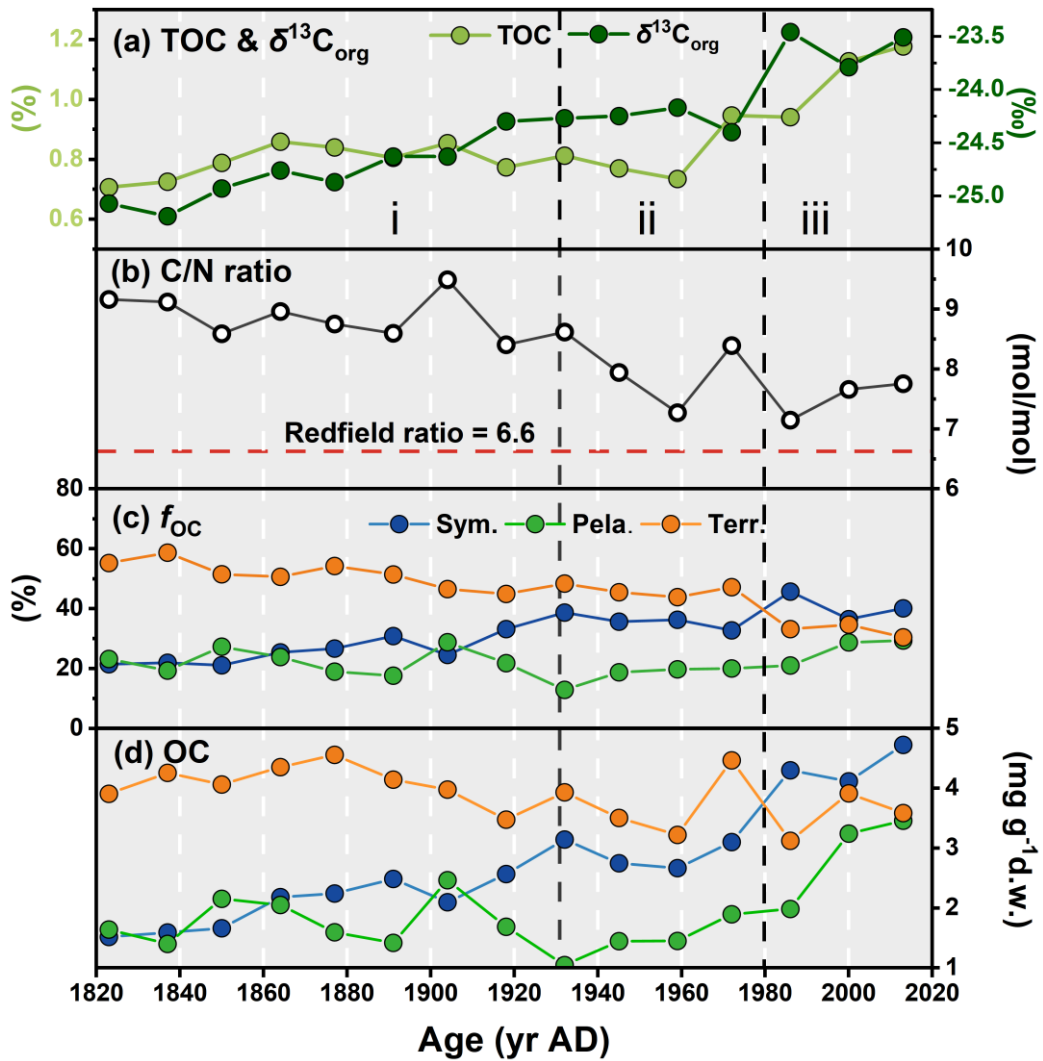 (a) TOC & δ¹³C_org
TOC
δ¹³C_org
1.2
1.0
0.8
0.6
(%)
-23.5
-24.0
-24.5
-25.0
(‰)
i
ii
iii
(b) C/N ratio
10
9
8
7
6
(mol/mol)
Redfield ratio = 6.6
(c) f_OC
Sym.
Pela.
Terr.
80
60
40
20
0
(%)
(d) OC
5
4
3
2
1
(mg g⁻¹d.w.)
1820 1840 1860 1880 1900 1920 1940 1960 1980 2000 2020
Age (yr AD)